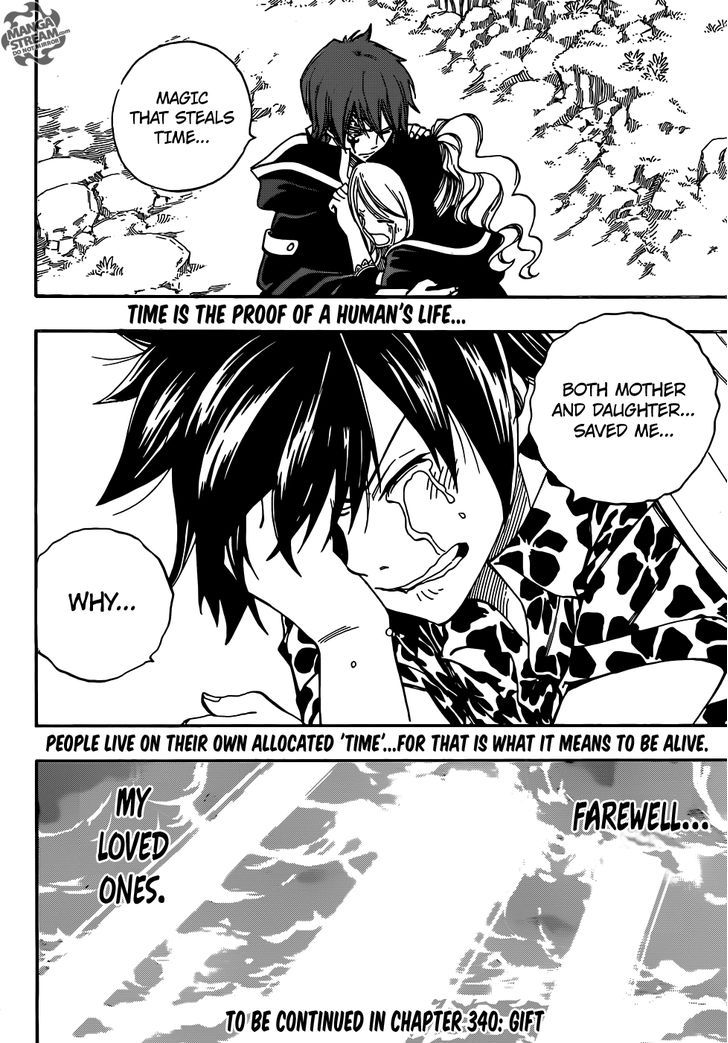 MANGA
STREAM.COM
DO NOT MIRROR!
MAGIC
THAT STEALS
TIME...
TIME IS THE PROOF OF A HUMAN'S LIFE...
BOTH MOTHER
AND DAUGHTER...
SAVED ME...
WHY...
PEOPLE LIVE ON THEIR OWN ALLOCATED 'TIME'...FOR THAT IS WHAT IT MEANS TO BE ALIVE.
FAREWELL...
MY
LOVED
ONES.
TO BE CONTINUED IN CHAPTER 340: GIFT